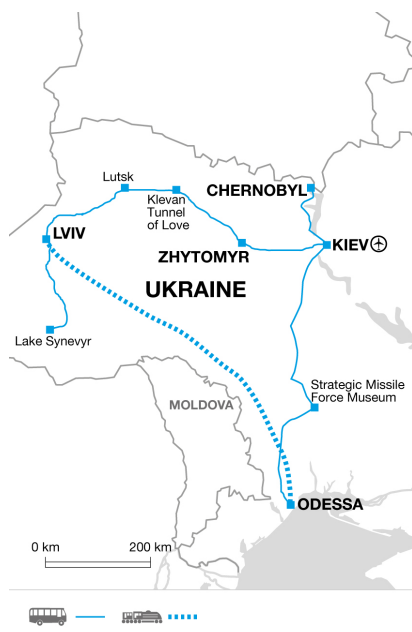 Lutsk
CHERNOBYL
Klevan
Tunnel
of Love
LVIV
KIEV
ZHYTOMYR
UKRAINE
Lake Synevyr
Strategic Missile
Force Museum
MOLDOVA
ODESSA
0 km
200 km